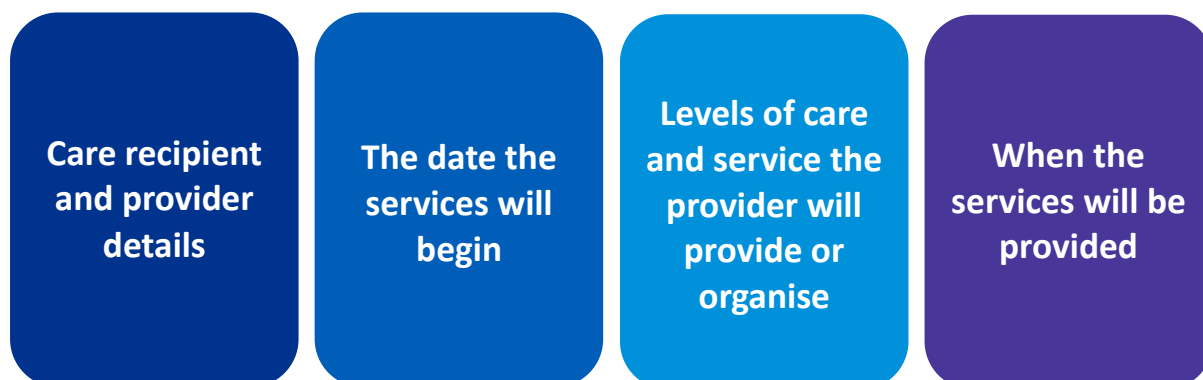 Care recipient
and provider
details
The date the
services will
begin
Levels of care
and service the
provider will
provide or
organise
When the
services will be
provided